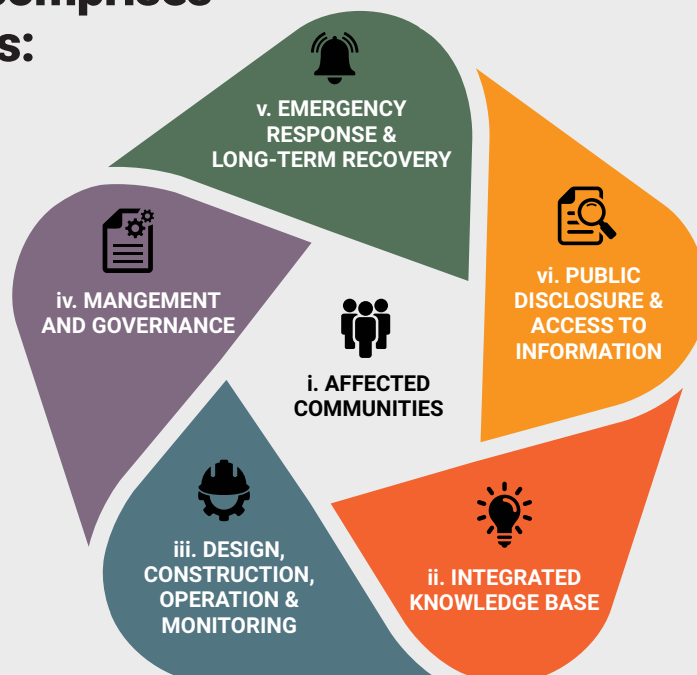 s:
v. EMERGENCY
RESPONSE &
LONG-TERM RECOVERY
vi. PUBLIC
DISCLOSURE &
ACCESS TO
INFORMATION
iv. MANGEMENT
AND GOVERNANCE
i. AFFECTED
COMMUNITIES
iii. DESIGN,
CONSTRUCTION,
OPERATION &
MONITORING
ii. INTEGRATED
KNOWLEDGE BASE